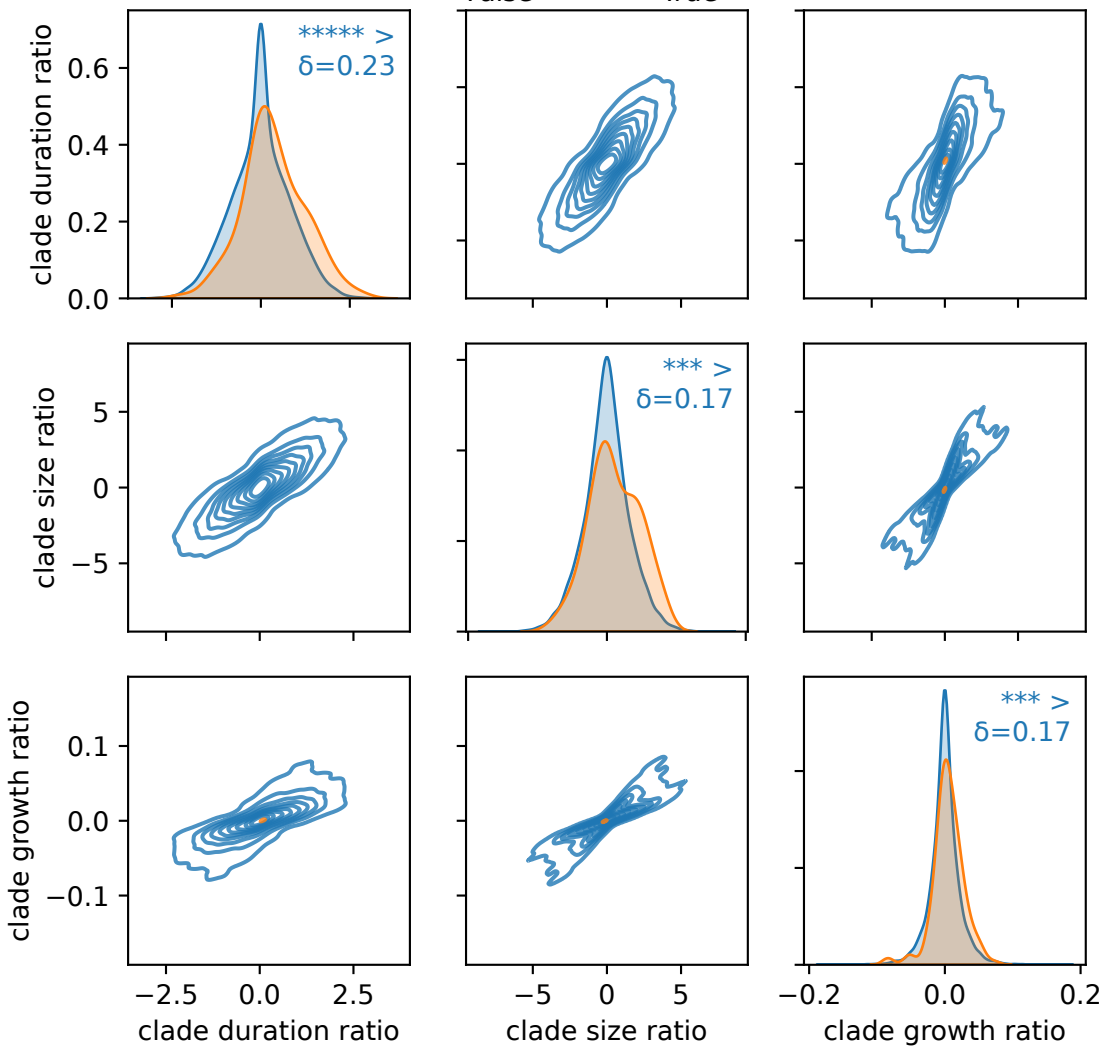 True
0.6
0.4
0.2
0.0
clade duration ratio
***** >
δ=0.23
5
0
−5
clade size ratio
*** >
δ=0.17
0.1
0.0
−0.1
clade growth ratio
*** >
δ=0.17
−2.5 0.0 2.5
−5 0 5
−0.2 0.0 0.2
clade duration ratio
clade size ratio
clade growth ratio